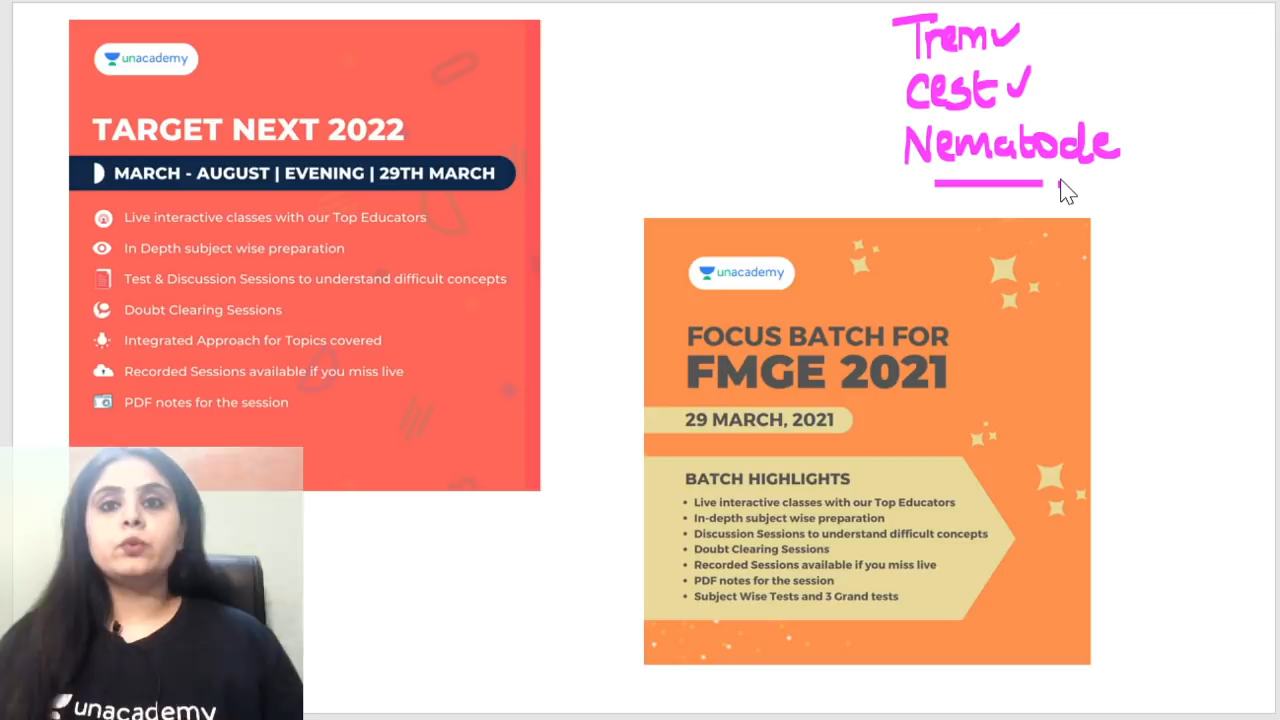 unacademy
TARGET NEXT 2022
MARCH - AUGUST | EVENING | 29TH MARCH
Live interactive classes with our Top Educators
In Depth subject wise preparation
Test & Discussion Sessions to understand difficult concepts
Doubt Clearing Sessions
Integrated Approach for Topics covered
Recorded Sessions available if you miss live
PDF notes for the session
Trem✓
Cest✓
Nematode
unacademy
FOCUS BATCH FOR
FMGE 2021
29 MARCH, 2021
BATCH HIGHLIGHTS
• Live interactive classes with our Top Educators
• In-depth subject wise preparation
• Discussion Sessions to understand difficult concepts
• Doubt Clearing Sessions
• Recorded Sessions available if you miss live
• PDF notes for the session
• Subject Wise Tests and 3 Grand tests
unacademy